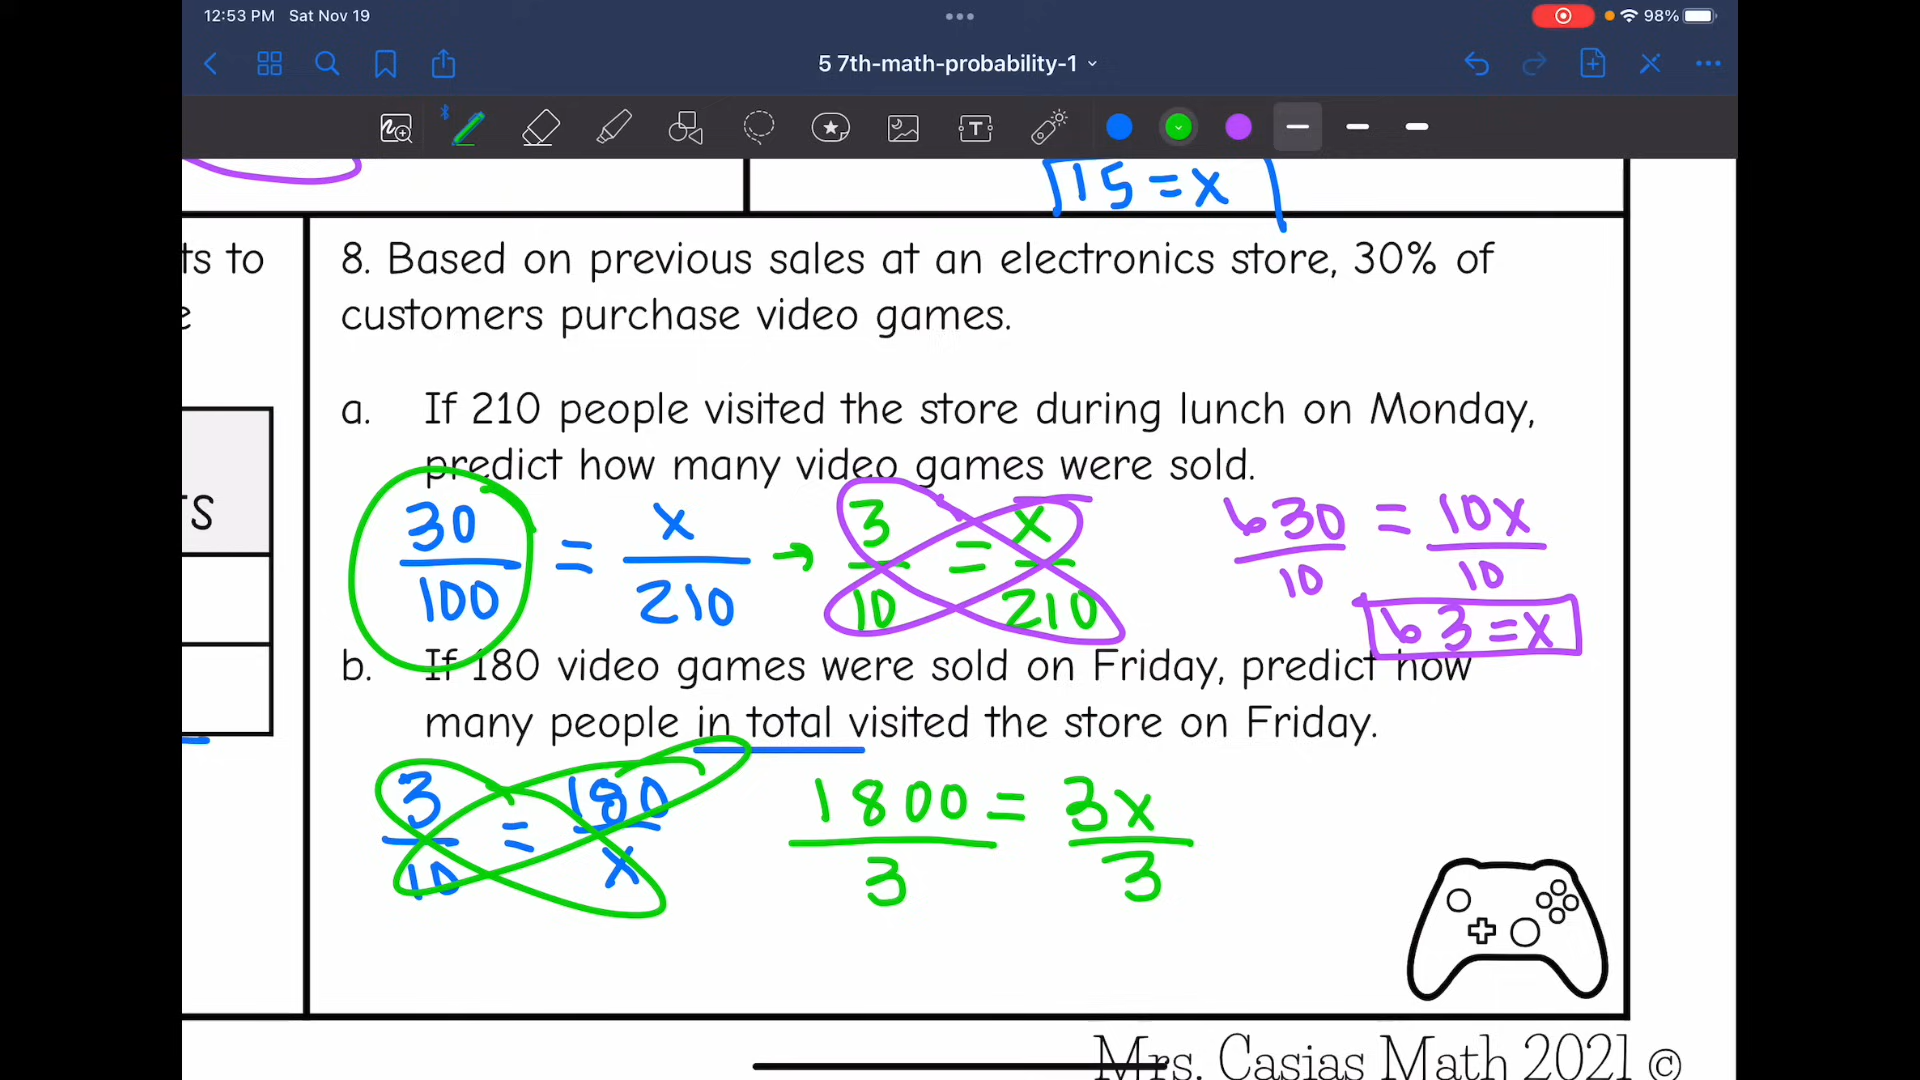 12:53 PM Sat Nov 19
98%
5 7th-math-probability-1
T
15 = x
ts to
e
TS
8. Based on previous sales at an electronics store, 30% of
customers purchase video games.
a. If 210 people visited the store during lunch on Monday,
predict how many video games were sold.
30/100 = x/210 → 3/10 = x/210
630/10 = 10x/10
63 = x
b. If 180 video games were sold on Friday, predict how
many people in total visited the store on Friday.
3/10 = 180/x
1800/3 = 3x/3
Mrs. Casias Math 2021 ©